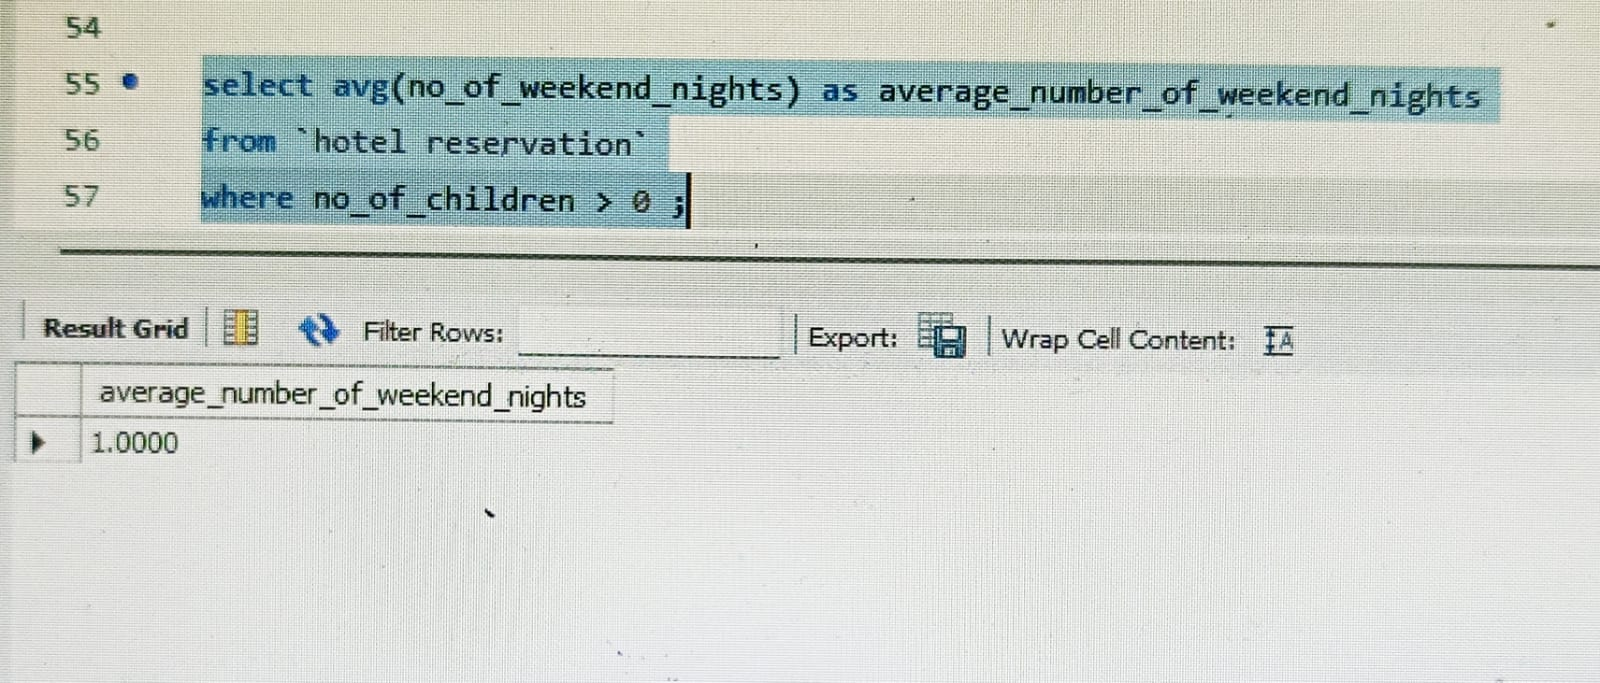 54
55 select avg(no_of_weekend_nights) as average_number_of_weekend_nights
56 from `hotel reservation`
57 where no_of_children > 0 ;
Result Grid Filter Rows: Export: Wrap Cell Content: IA
average_number_of_weekend_nights
1.0000